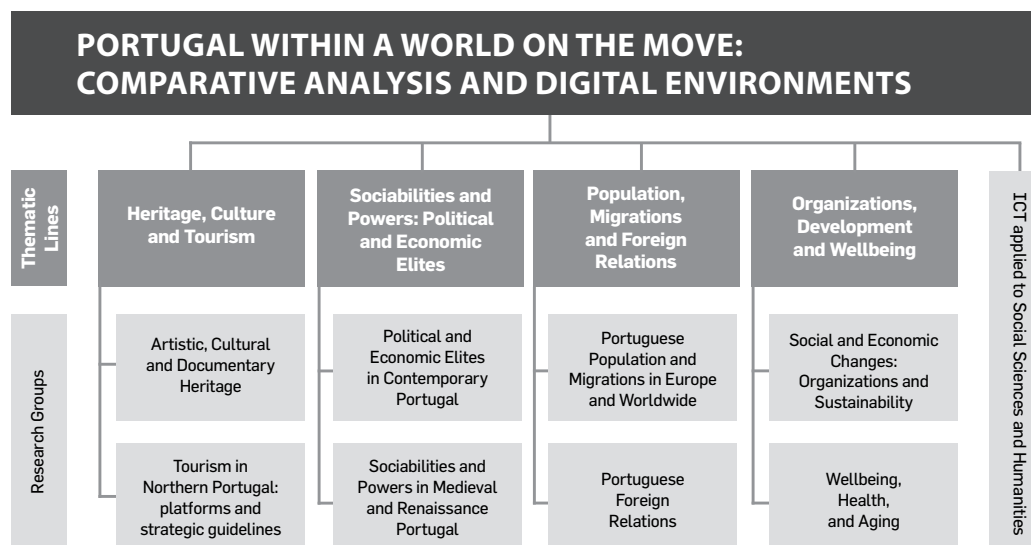 PORTUGAL WITHIN A WORLD ON THE MOVE:
COMPARATIVE ANALYSIS AND DIGITAL ENVIRONMENTS
Thematic
Lines
Heritage, Culture
and Tourism
Sociabilities and
Powers: Political
and Economic
Elites
Population,
Migrations
and Foreign
Relations
Organizations,
Development
and Wellbeing
ICT applied to Social Sciences and Humanities
Research Groups
Artistic, Cultural
and Documentary
Heritage
Political and
Economic Elites
in Contemporary
Portugal
Portuguese
Population and
Migrations in Europe
and Worldwide
Social and Economic
Changes:
Organizations and
Sustainability
Tourism in
Northern Portugal:
platforms and
strategic guidelines
Sociabilities and
Powers in Medieval
and Renaissance
Portugal
Portuguese
Foreign
Relations
Wellbeing,
Health,
and Aging